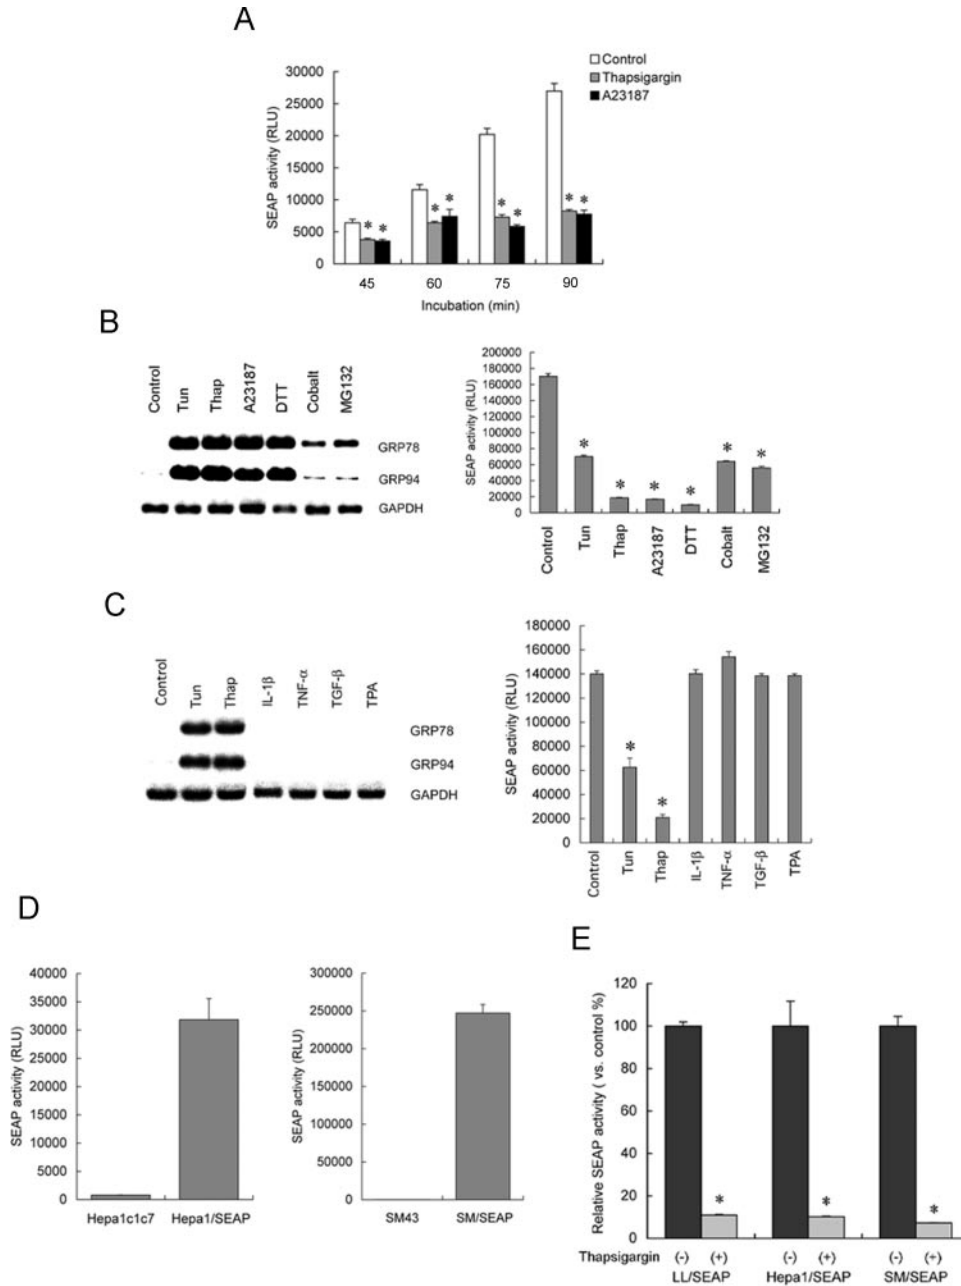 A
Control
Thapsigargin
A23187
SEAP activity (RLU)
30000
25000
20000
15000
10000
5000
0
* * * * * * * *
45 60 75 90
Incubation (min)
B
Control Tun Thap A23187 DTT Cobalt MG132
GRP78
GRP94
GAPDH
SEAP activity (RLU)
200000
180000
160000
140000
120000
100000
80000
60000
40000
20000
0
* * * * * *
Control Tun Thap A23187 DTT Cobalt MG132
C
Control Tun Thap IL-1β TNF-α TGF-β TPA
GRP78
GRP94
GAPDH
SEAP activity (RLU)
180000
160000
140000
120000
100000
80000
60000
40000
20000
0
* *
Control Tun Thap IL-1β TNF-α TGF-β TPA
D
SEAP activity (RLU)
40000
35000
30000
25000
20000
15000
10000
5000
0
Hepa1c1c7 Hepa1/SEAP
SEAP activity (RLU)
300000
250000
200000
150000
100000
50000
0
SM43 SM/SEAP
E
Relative SEAP activity ( vs. control %)
120
100
80
60
40
20
0
* * *
Thapsigargin (-) (+) (-) (+) (-) (+)
LL/SEAP Hepa1/SEAP SM/SEAP